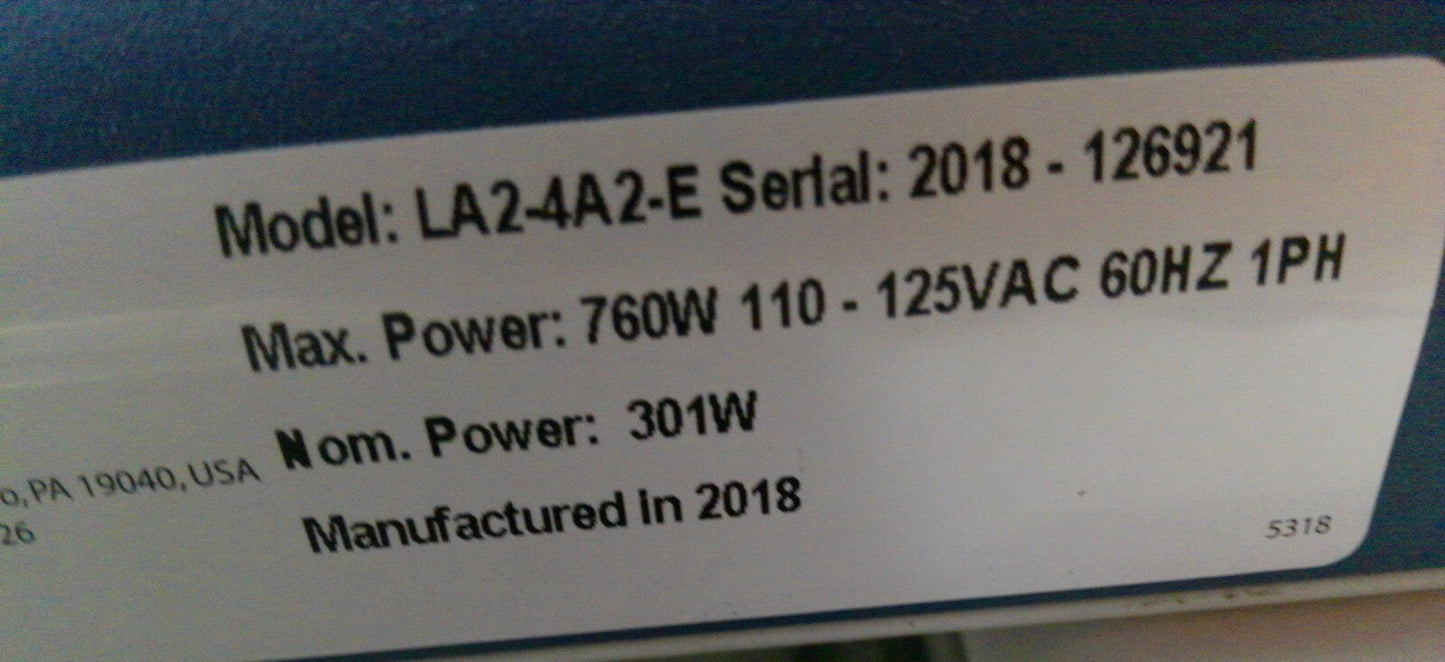 Model: LA2-4A2-E Serial: 2018 - 126921
Max. Power: 760W 110 - 125VAC 60HZ 1PH
Nom. Power: 301W
o, PA 19040, USA
26
Manufactured in 2018
5318